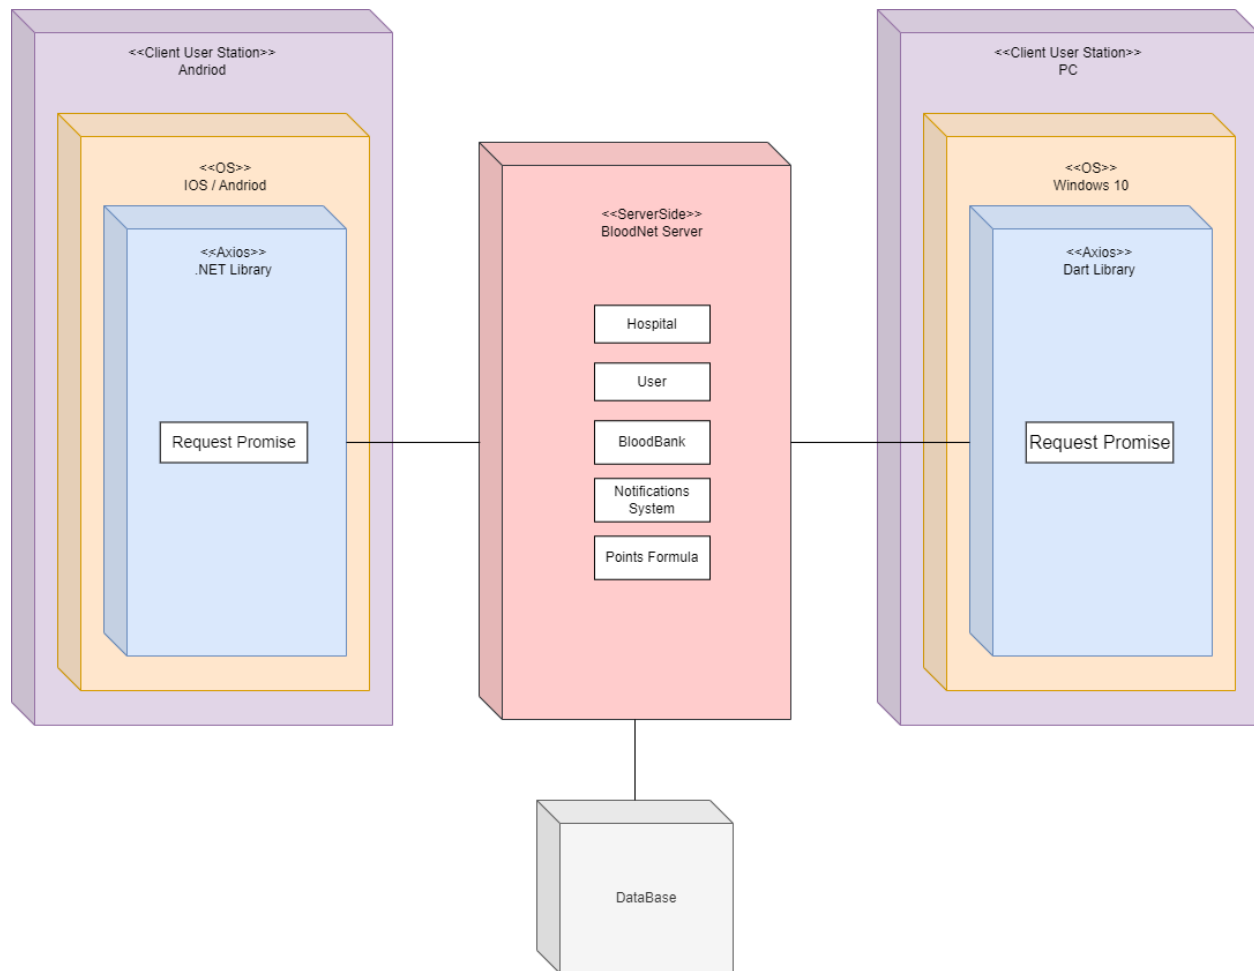 <<Client User Station>>
Andriod
<<OS>>
IOS / Andriod
<<Axios>>
.NET Library
Request Promise
<<ServerSide>>
BloodNet Server
Hospital
User
BloodBank
Notifications
System
Points Formula
<<Client User Station>>
PC
<<OS>>
Windows 10
<<Axios>>
Dart Library
Request Promise
DataBase